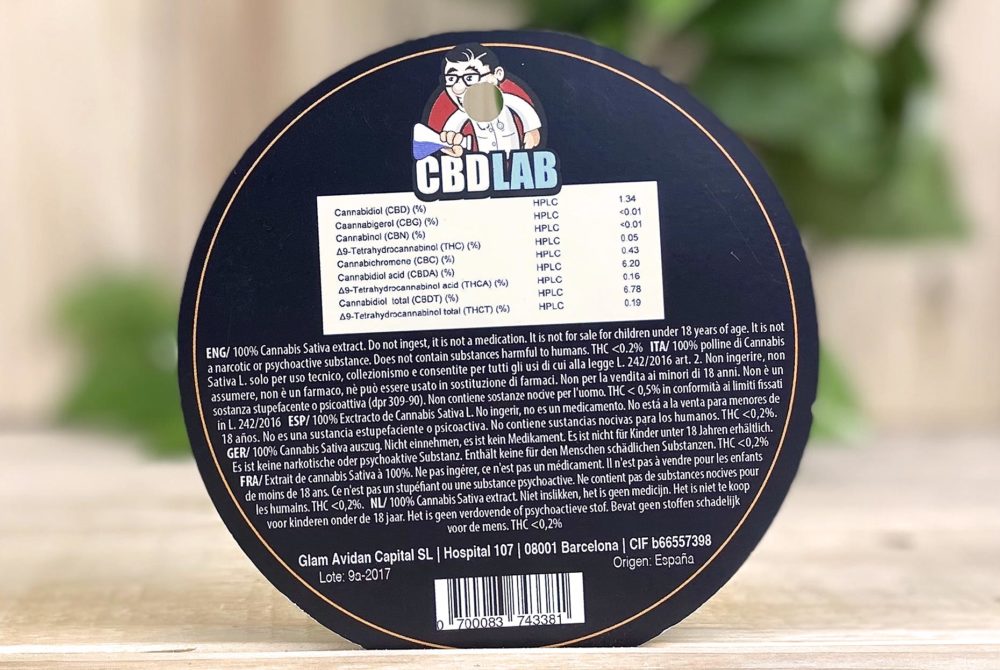 CBDLAB
Cannabidiol (CBD) (%) HPLC 1.34
Caannabigerol (CBG) (%) HPLC <0.01
Cannabinol (CBN) (%) HPLC <0.01
Δ9-Tetrahydrocannabinol (THC) (%) HPLC 0.05
Cannabichromene (CBC) (%) HPLC 0.43
Cannabidiol acid (CBDA) (%) HPLC 6.20
Δ9-Tetrahydrocannabinol acid (THCA) (%) HPLC 0.16
Cannabidiol total (CBDT) (%) HPLC 6.78
Δ9-Tetrahydrocannabinol total (THCT) (%) HPLC 0.19
ENG/ 100% Cannabis Sativa extract. Do not ingest, it is not a medication. It is not for sale for children under 18 years of age. It is not
a narcotic or psychoactive substance. Does not contain substances harmful to humans. THC <0.2% ITA/ 100% polline di Cannabis
Sativa L. solo per uso tecnico, collezionismo e consentite per tutti gli usi di cui alla legge L. 242/2016 art. 2. Non ingerire, non
assumere, non è un farmaco, nè può essere usato in sostituzione di farmaci. Non per la vendita ai minori di 18 anni. Non è un
sostanza stupefacente o psicoattiva (dpr 309-90). Non contiene sostanze nocive per l'uomo. THC < 0,5% in conformità ai limiti fissati
in L. 242/2016 ESP/ 100% Exctracto de Cannabis Sativa L. No ingerir, no es un medicamento. No está a la venta para menores de
18 años. No es una sustancia estupefaciente o psicoactiva. No contiene sustancias nocivas para los humanos. THC <0,2%.
GER/ 100% Cannabis Sativa auszug. Nicht einnehmen, es ist kein Medikament. Es ist nicht für Kinder unter 18 Jahren erhältlich.
Es ist keine narkotische oder psychoaktive Substanz. Enthält keine für den Menschen schädlichen Substanzen. THC <0,2%
FRA/ Extrait de cannabis Sativa à 100%. Ne pas ingérer, ce n'est pas un médicament. Il n'est pas à vendre pour les enfants
de moins de 18 ans. Ce n'est pas un stupéfiant ou une substance psychoactive. Ne contient pas de substances nocives pour
les humains. THC <0,2%. NL/ 100% Cannabis Sativa extract. Niet inslikken, het is geen medicijn. Het is niet te koop
voor kinderen onder de 18 jaar. Het is geen verdovende of psychoactieve stof. Bevat geen stoffen schadelijk
voor de mens. THC <0,2%
Glam Avidan Capital SL | Hospital 107 | 08001 Barcelona | CIF b66557398
Lote: 9a-2017 Origen: España
0 700083 743381